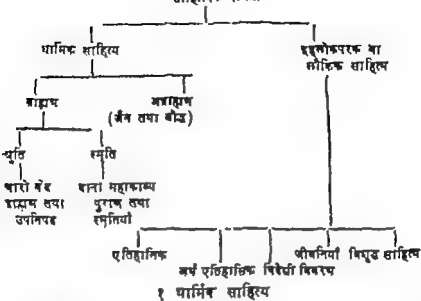 धार्मिक साहित्य
इहलोकपरक वा
लौकिक साहित्य
ब्राह्मण
अब्राह्मण
(जैन तथा बौद्ध)
श्रुति
स्मृति
चारो वेद
ब्राह्मण तथा
उपनिषद
महाकाव्य
पुराण तथा
स्मृतियाँ
ऐतिहासिक
अर्ध ऐतिहासिक
विदेशी विवरण
जीवनियाँ
विशुद्ध साहित्य
१ धार्मिक साहित्य